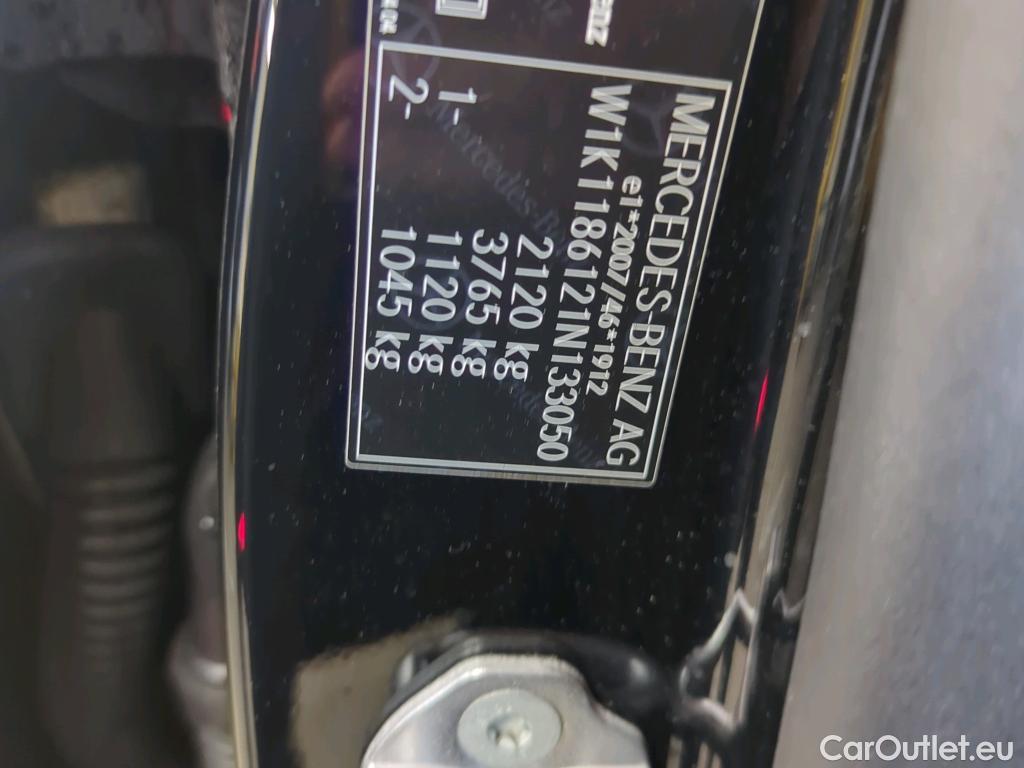 MERCEDES-BENZ AG
e1*2007/46*1912
W1K1186121N133050
2120 kg
3765 kg
1- 1120 kg
2- 1045 kg
CarOutlet.eu